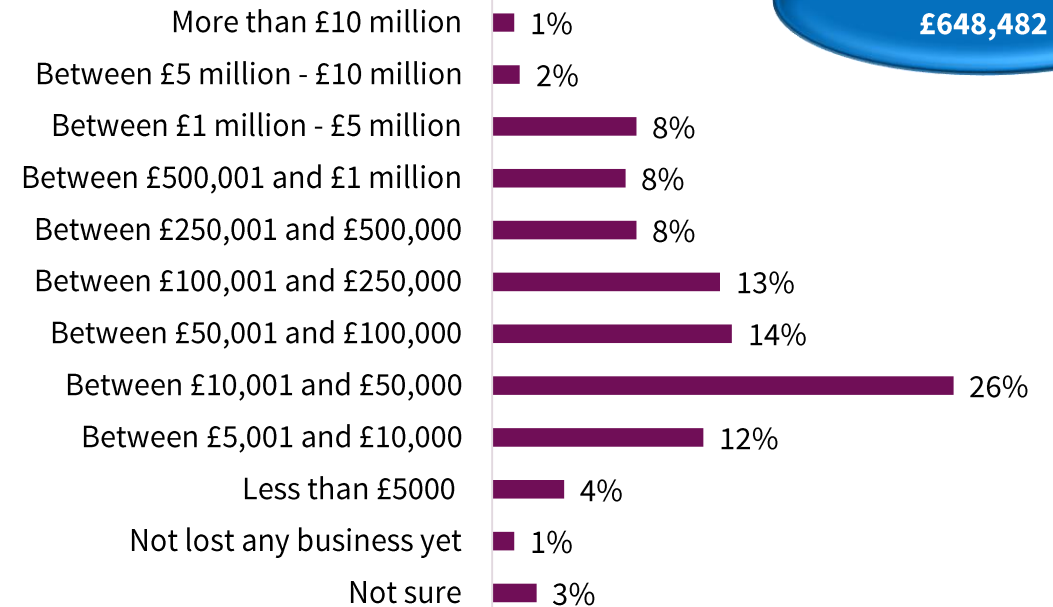 More than £10 million 1%
£648,482
Between £5 million - £10 million 2%
Between £1 million - £5 million 8%
Between £500,001 and £1 million 8%
Between £250,001 and £500,000 8%
Between £100,001 and £250,000 13%
Between £50,001 and £100,000 14%
Between £10,001 and £50,000 26%
Between £5,001 and £10,000 12%
Less than £5000 4%
Not lost any business yet 1%
Not sure 3%